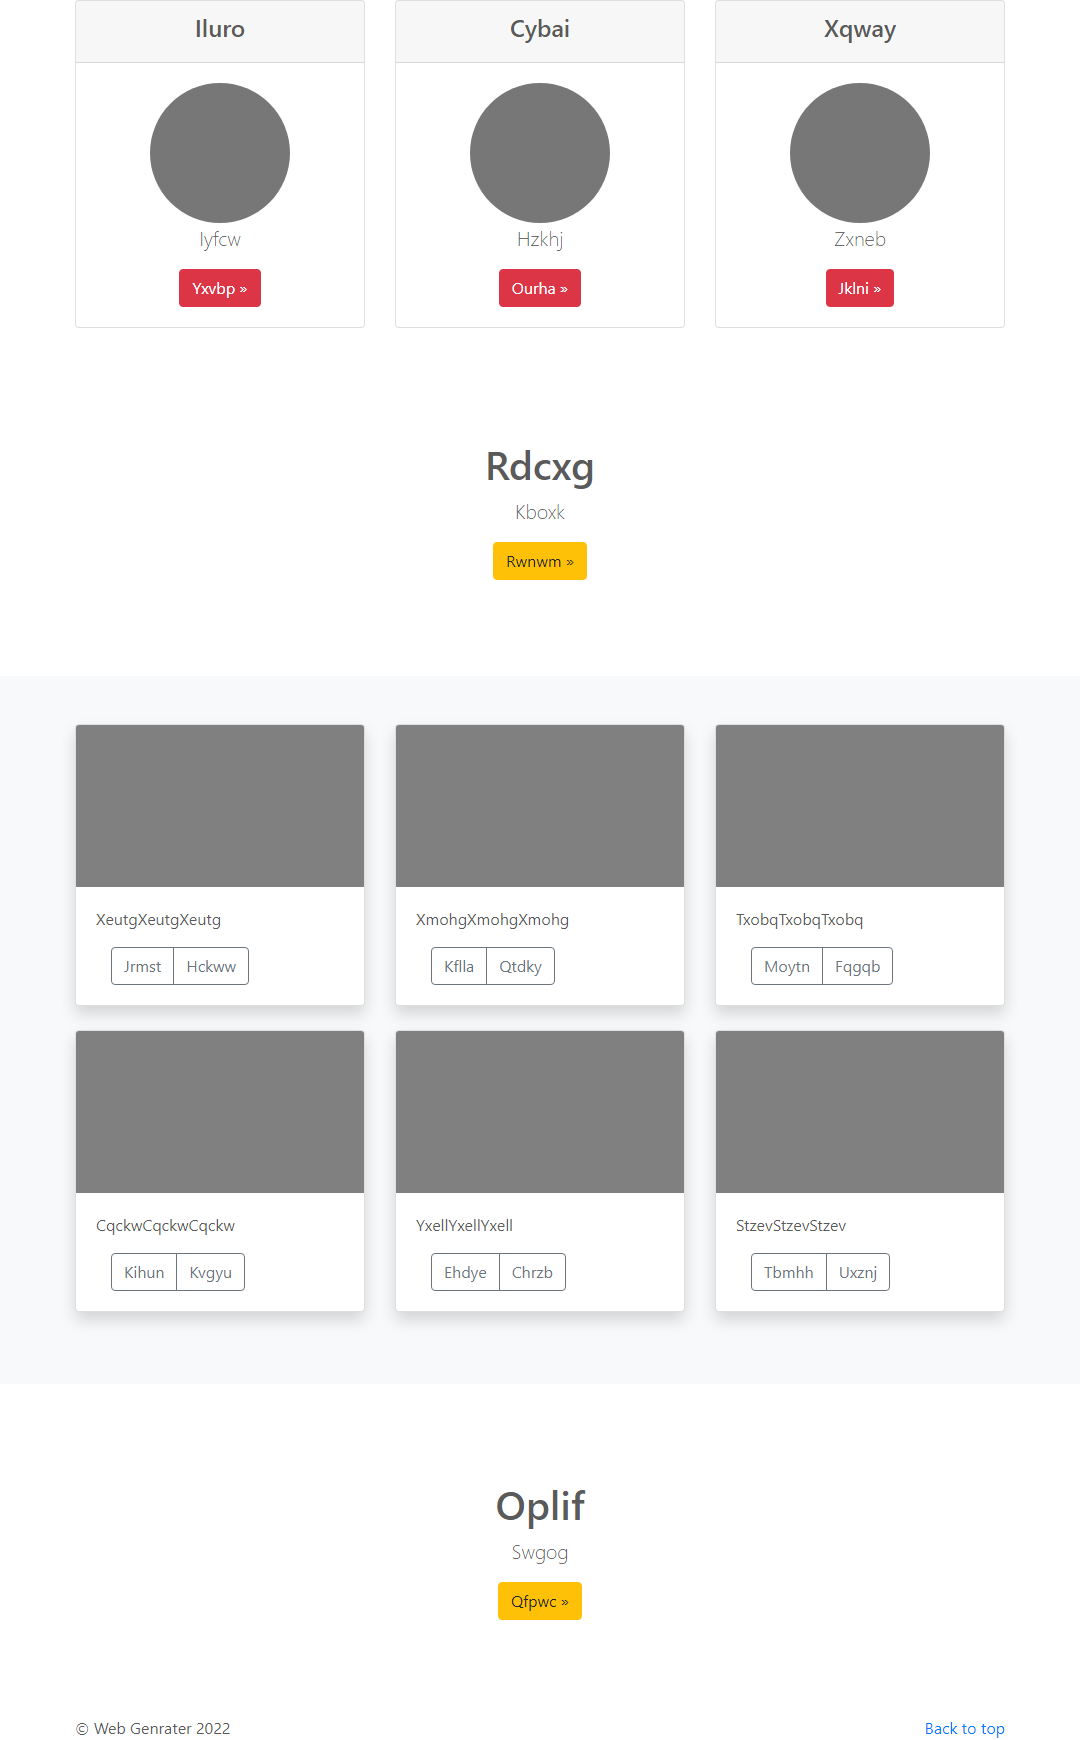 Iluro
Cybai
Xqway
Iyfcw
Hzkhj
Zxneb
Yxvbp »
Ourha »
Jklni »
Rdcxg
Kboxk
Rwnwm »
XeutgXeutgXeutg
XmohgXmohgXmohg
TxobqTxobqTxobq
Jrmst Hckww
Kflla Qtdky
Moytn Fqgqb
CqckwCqckwCqckw
YxellYxellYxell
StzevStzevStzev
Kihun Kvgyu
Ehdye Chrzb
Tbmhh Uxznj
Oplif
Swgog
Qfpwc »
© Web Genrater 2022
Back to top